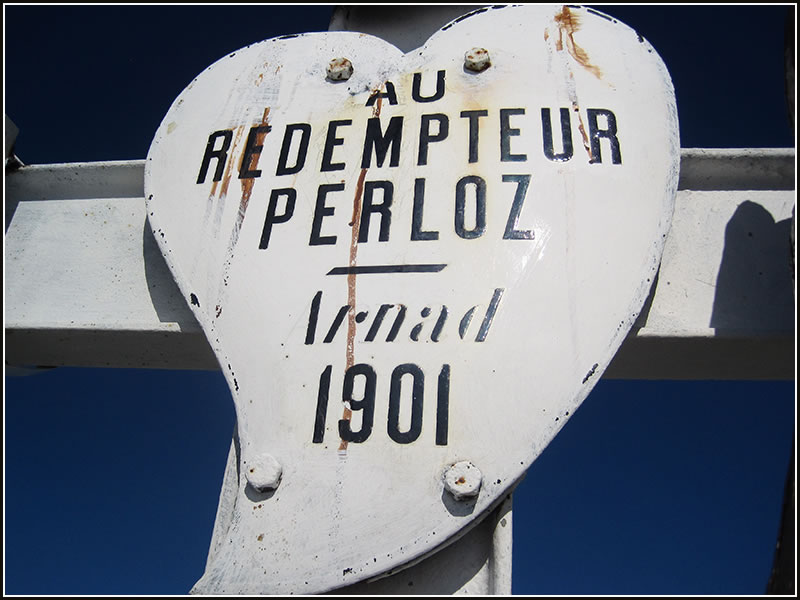 AU
REDEMPTEUR
PERLOZ
Arnad
1901